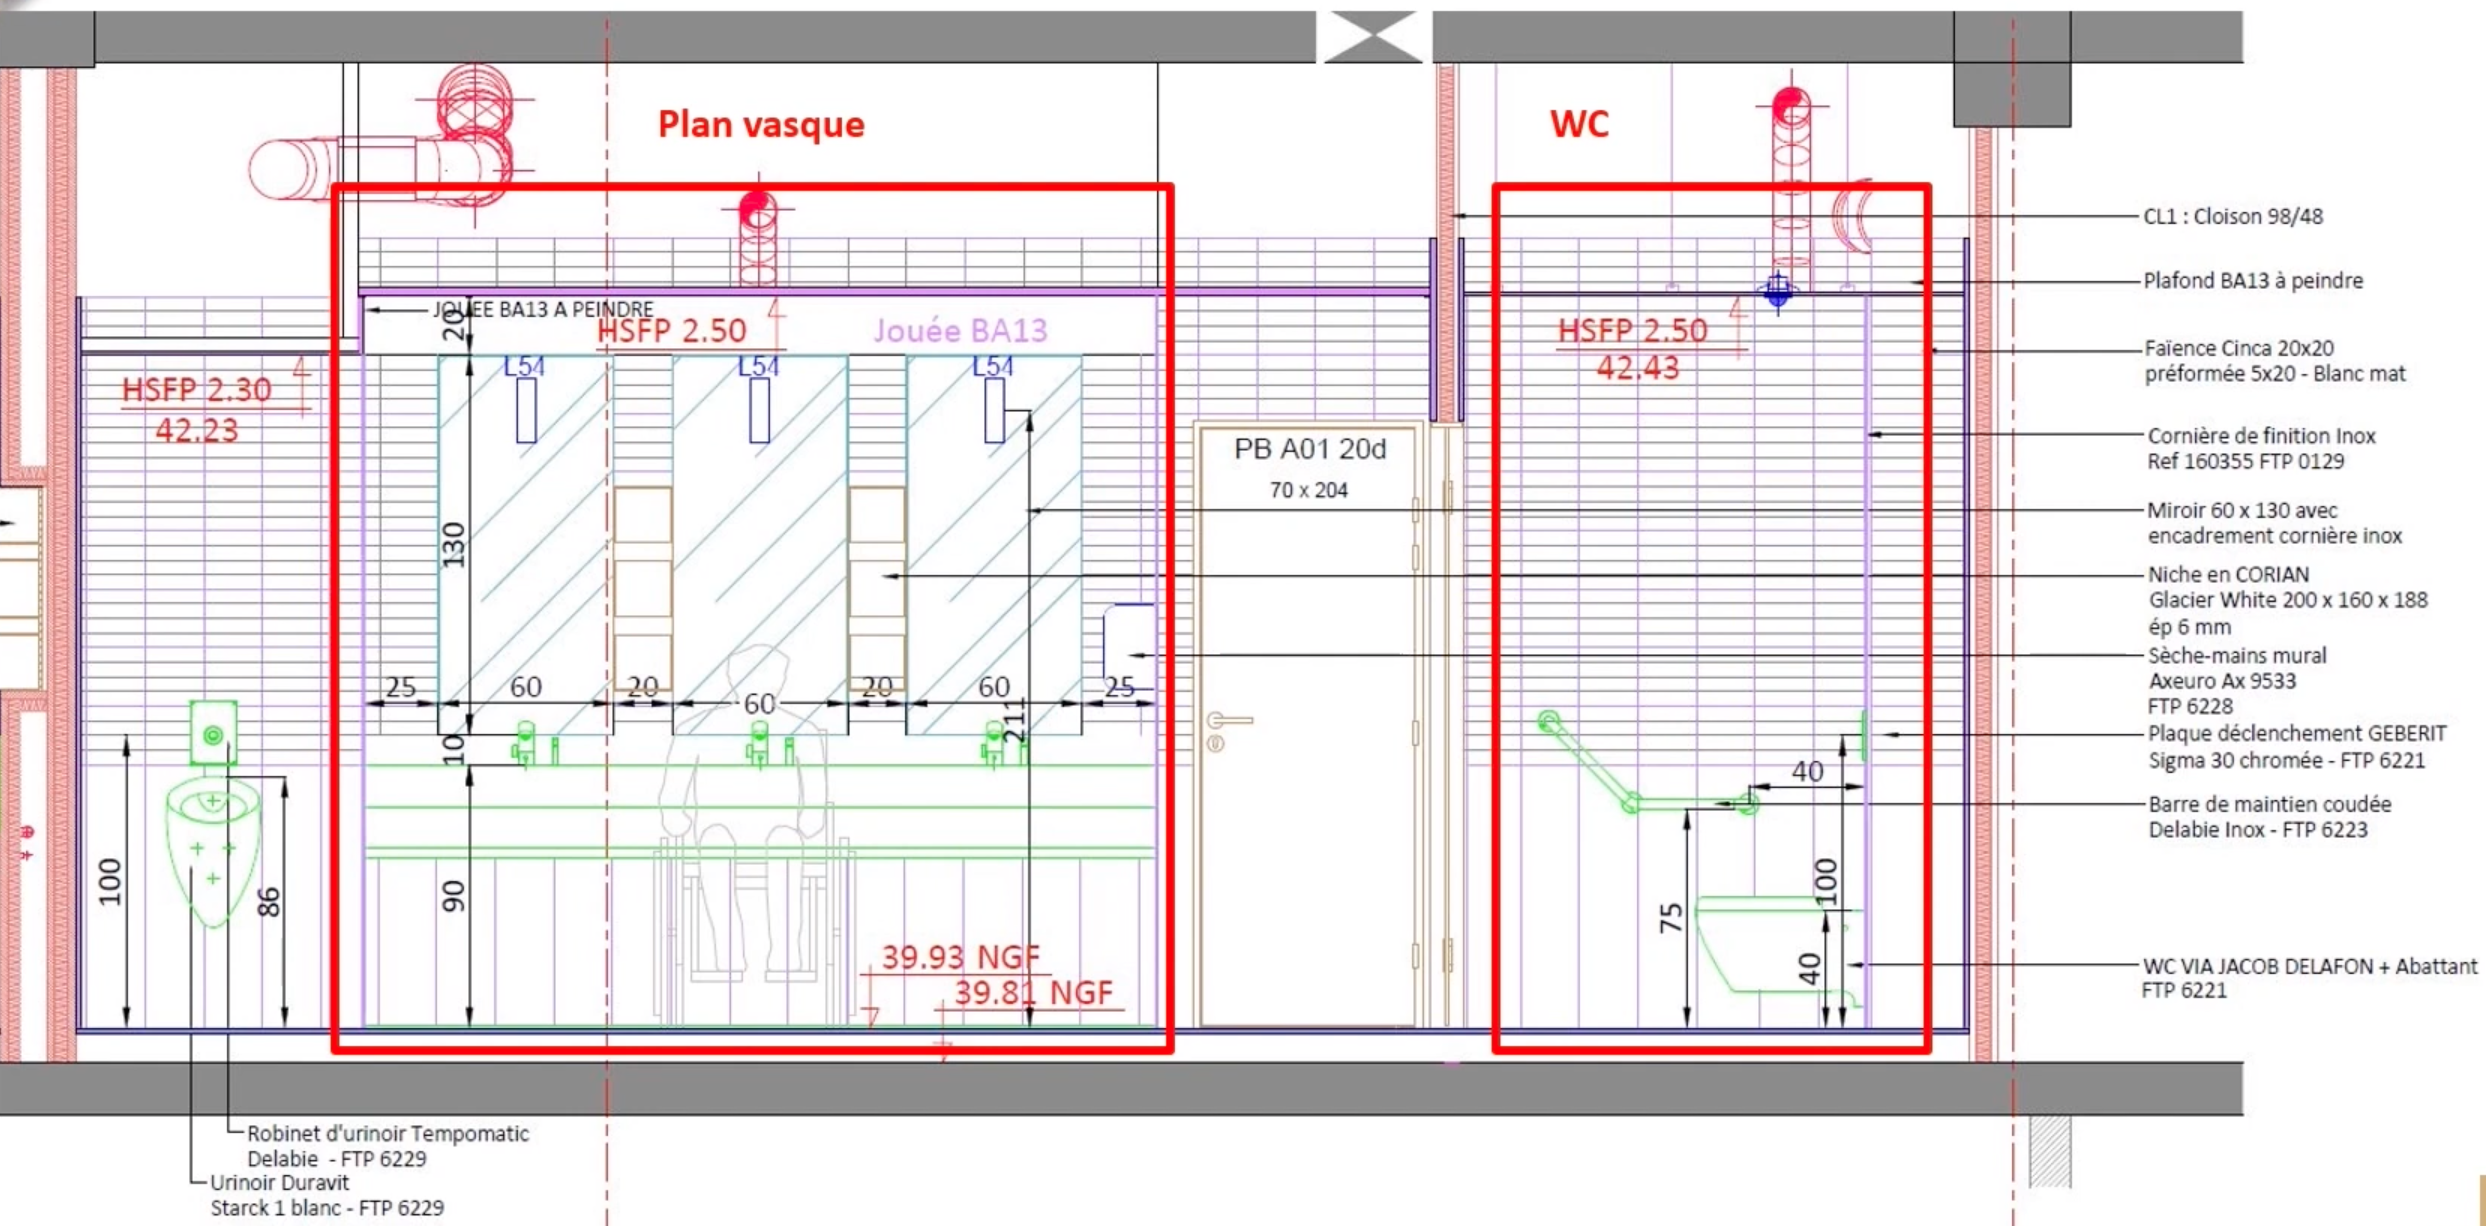 Plan vasque
WC
CL1 : Cloison 98/48
Plafond BA13 à peindre
JOUEE BA13 A PEINDRE
20
HSFP 2.50
Jouée BA13
HSFP 2.50
42.43
Faïence Cinca 20x20
préformée 5x20 - Blanc mat
L54
L54
L54
HSFP 2.30
42.23
PB A01 20d
70 x 204
Cornière de finition Inox
Ref 160355 FTP 0129
Miroir 60 x 130 avec
encadrement cornière inox
130
Niche en CORIAN
Glacier White 200 x 160 x 188
ép 6 mm
Sèche-mains mural
Axeuro Ax 9533
FTP 6228
25
60
20
60
20
60
25
211
10
Plaque déclenchement GEBERIT
Sigma 30 chromée - FTP 6221
40
Barre de maintien coudée
Delabie Inox - FTP 6223
100
86
90
75
100
40
39.93 NGF
39.81 NGF
WC VIA JACOB DELAFON + Abattant
FTP 6221
Robinet d'urinoir Tempomatic
Delabie - FTP 6229
Urinoir Duravit
Starck 1 blanc - FTP 6229